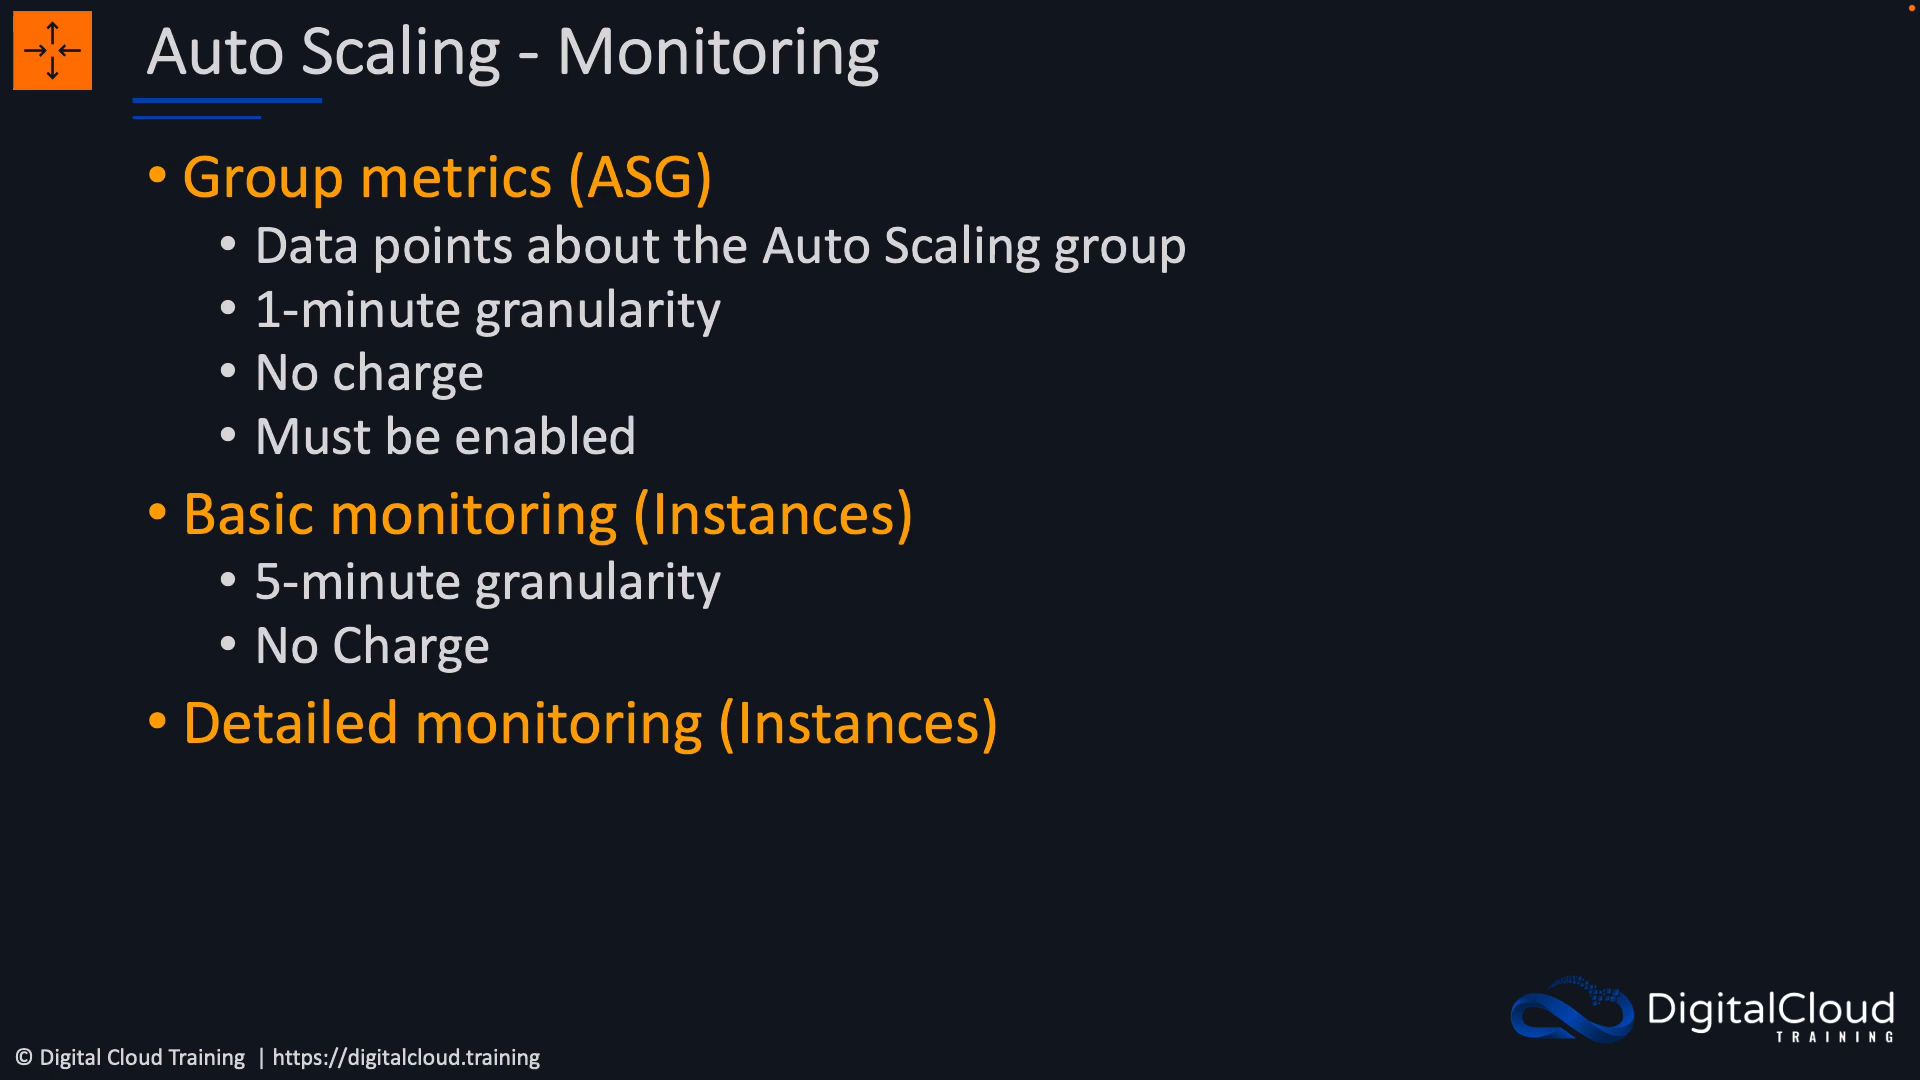 Auto Scaling - Monitoring
• Group metrics (ASG)
• Data points about the Auto Scaling group
• 1-minute granularity
• No charge
• Must be enabled
• Basic monitoring (Instances)
• 5-minute granularity
• No Charge
• Detailed monitoring (Instances)
DigitalCloud
TRAINING
© Digital Cloud Training | https://digitalcloud.training